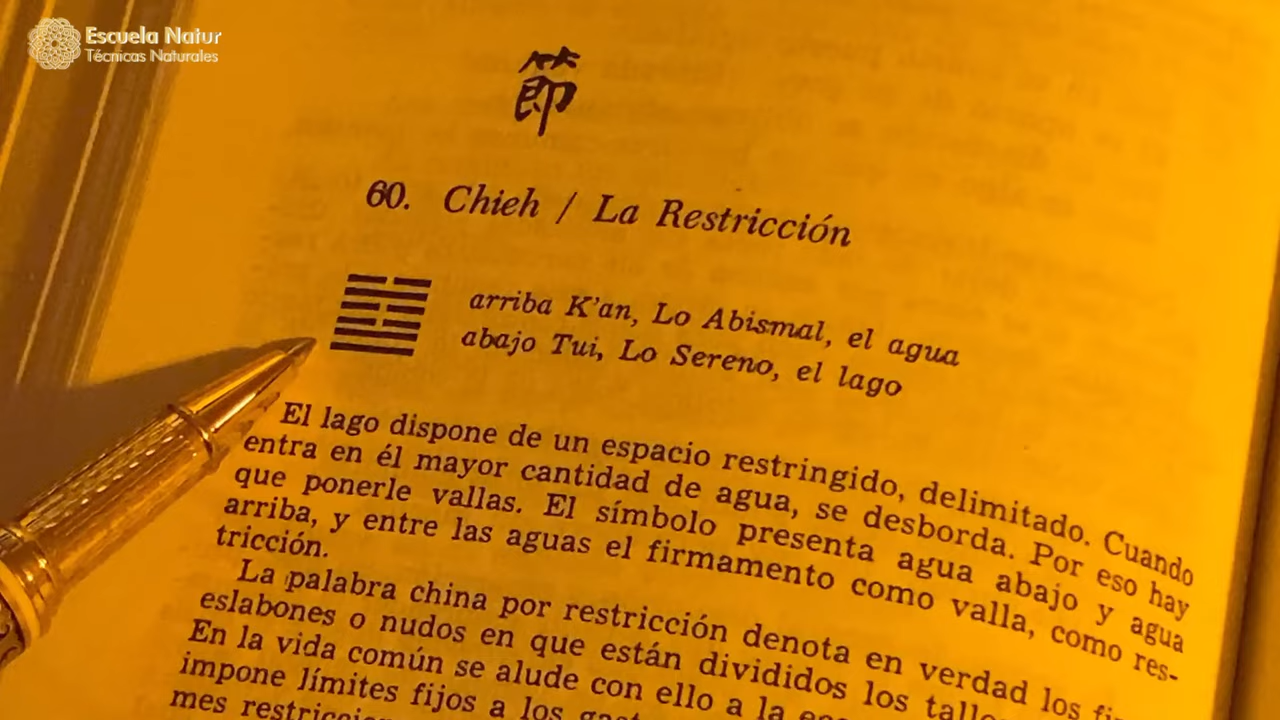 Escuela Natur
Técnicas Naturales
節
60. Chieh / La Restricción
arriba K'an, Lo Abismal, el agua
abajo Tui, Lo Sereno, el lago
El lago dispone de un espacio restringido, delimitado. Cuando
entra en él mayor cantidad de agua, se desborda. Por eso hay
que ponerle vallas. El símbolo presenta agua abajo y agua
arriba, y entre las aguas el firmamento como valla, como res-
tricción.
La palabra china por restricción denota en verdad los
eslabones o nudos en que están divididos los
En la vida común se alude con ello a la
impone límites fijos a los
mes